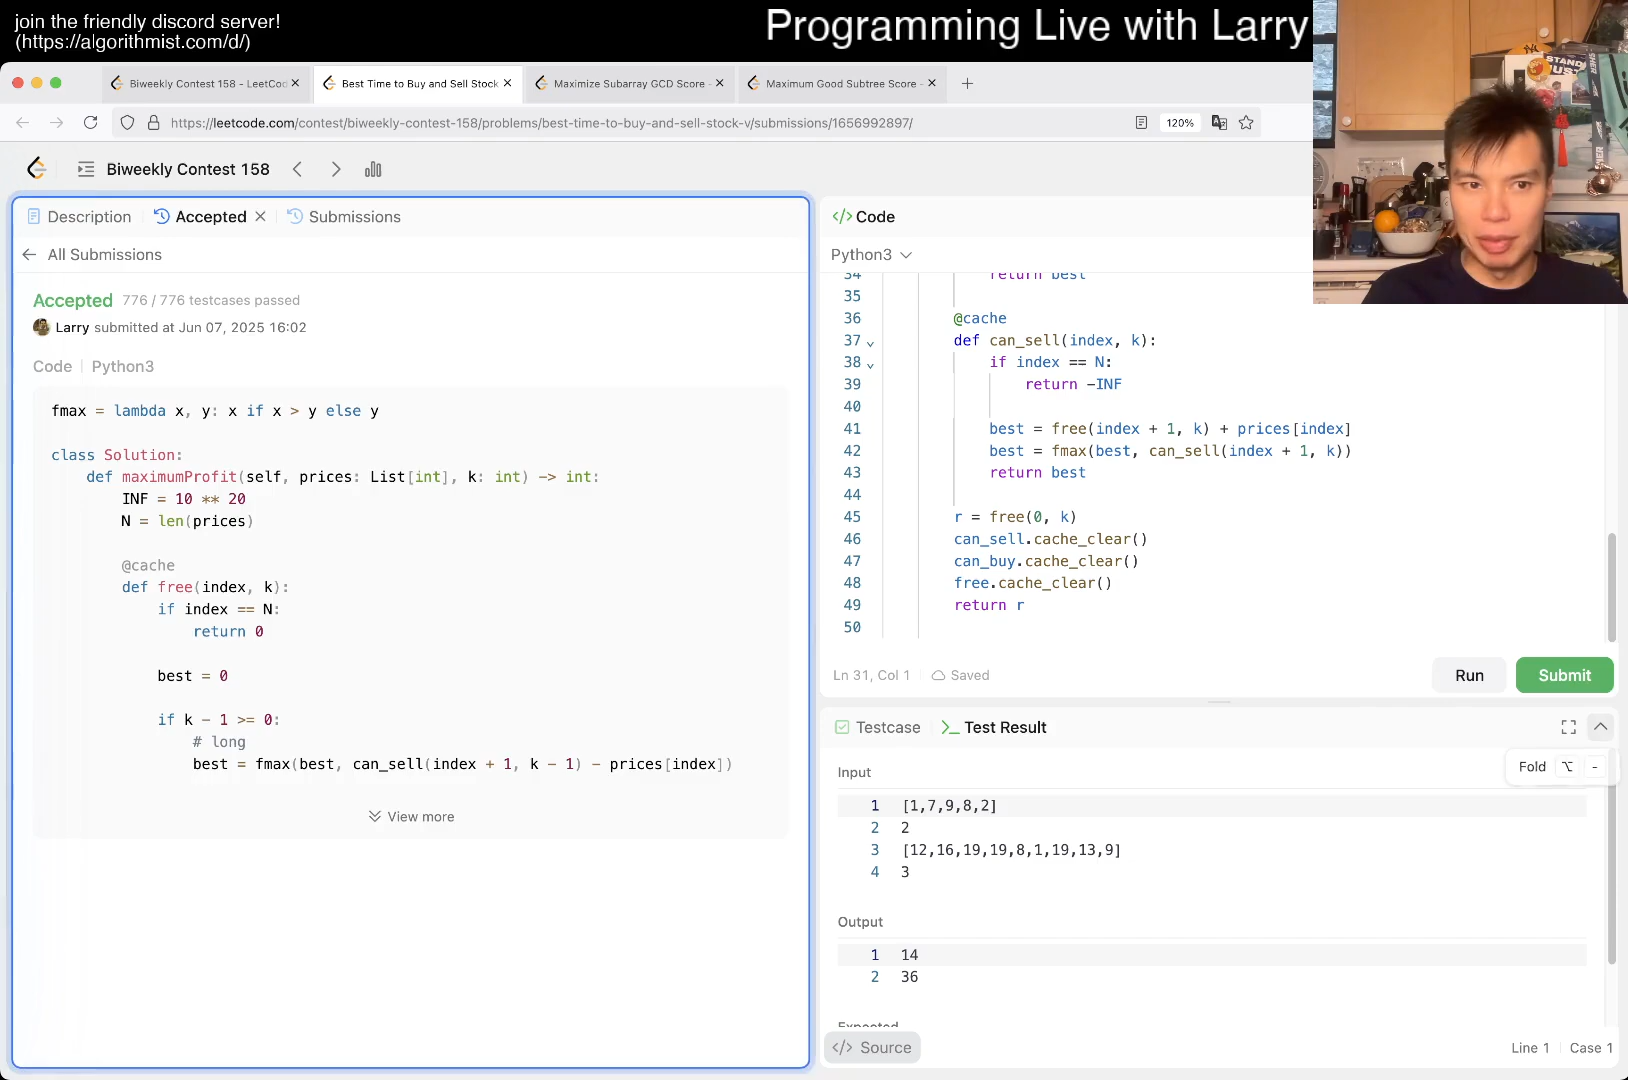 join the friendly discord server!
(https://algorithmist.com/d/)
Programming Live with Larry
Biweekly Contest 158 - LeetCod
Best Time to Buy and Sell Stock
Maximize Subarray GCD Score -
Maximum Good Subtree Score -
https://leetcode.com/contest/biweekly-contest-158/problems/best-time-to-buy-and-sell-stock-v/submissions/1656992897/
120%
Biweekly Contest 158
Description
Accepted
Submissions
All Submissions
Accepted 776 / 776 testcases passed
Larry submitted at Jun 07, 2025 16:02
Code | Python3
fmax = lambda x, y: x if x > y else y
class Solution:
def maximumProfit(self, prices: List[int], k: int) -> int:
INF = 10 ** 20
N = len(prices)
@cache
def free(index, k):
if index == N:
return 0
best = 0
if k - 1 >= 0:
# long
best = fmax(best, can_sell(index + 1, k - 1) - prices[index])
View more
</> Code
Python3
34 return best
35
36 @cache
37 def can_sell(index, k):
38 if index == N:
39 return -INF
40
41 best = free(index + 1, k) + prices[index]
42 best = fmax(best, can_sell(index + 1, k))
43 return best
44
45 r = free(0, k)
46 can_sell.cache_clear()
47 can_buy.cache_clear()
48 free.cache_clear()
49 return r
50
Ln 31, Col 1
Saved
Run
Submit
Testcase
>_ Test Result
Fold ⌥ -
Input
1 [1,7,9,8,2]
2 2
3 [12,16,19,19,8,1,19,13,9]
4 3
Output
1 14
2 36
Expected
</> Source
Line 1
Case 1